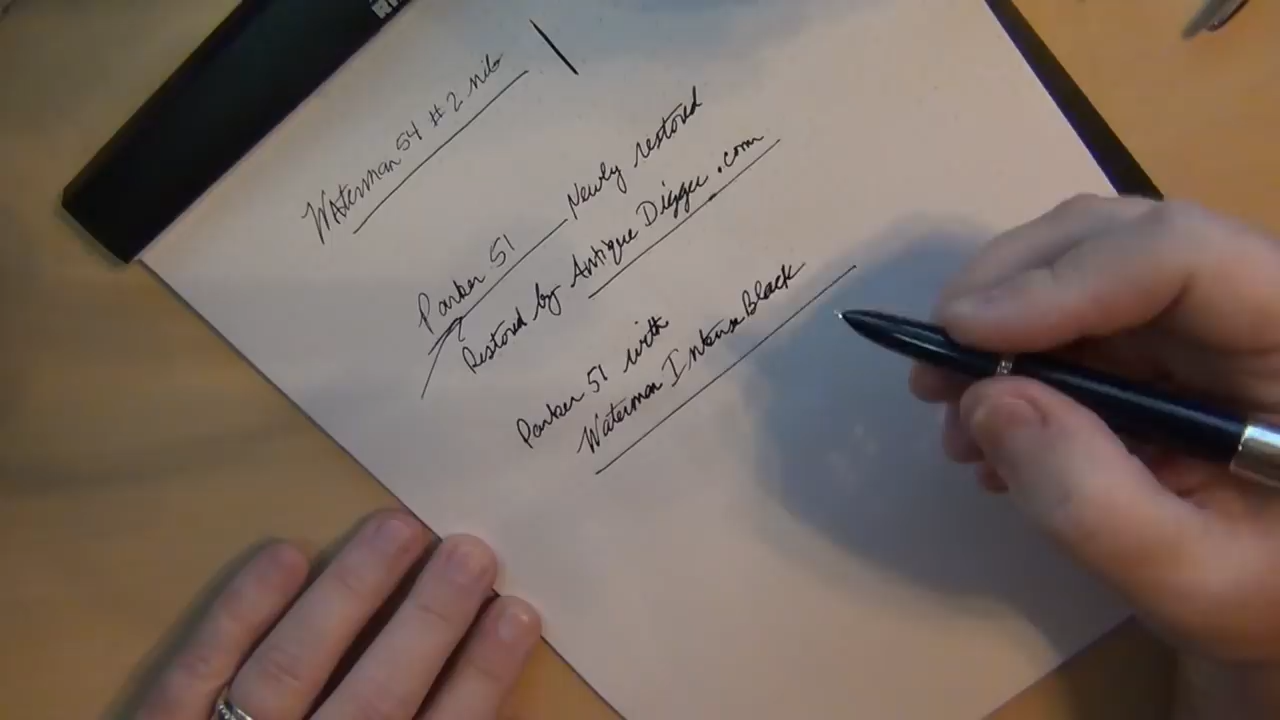 WAterman 54 #2 nib
Parker 51 Newly restored
Restored by Antique Digger.com
Parker 51 with
Waterman Intense Black